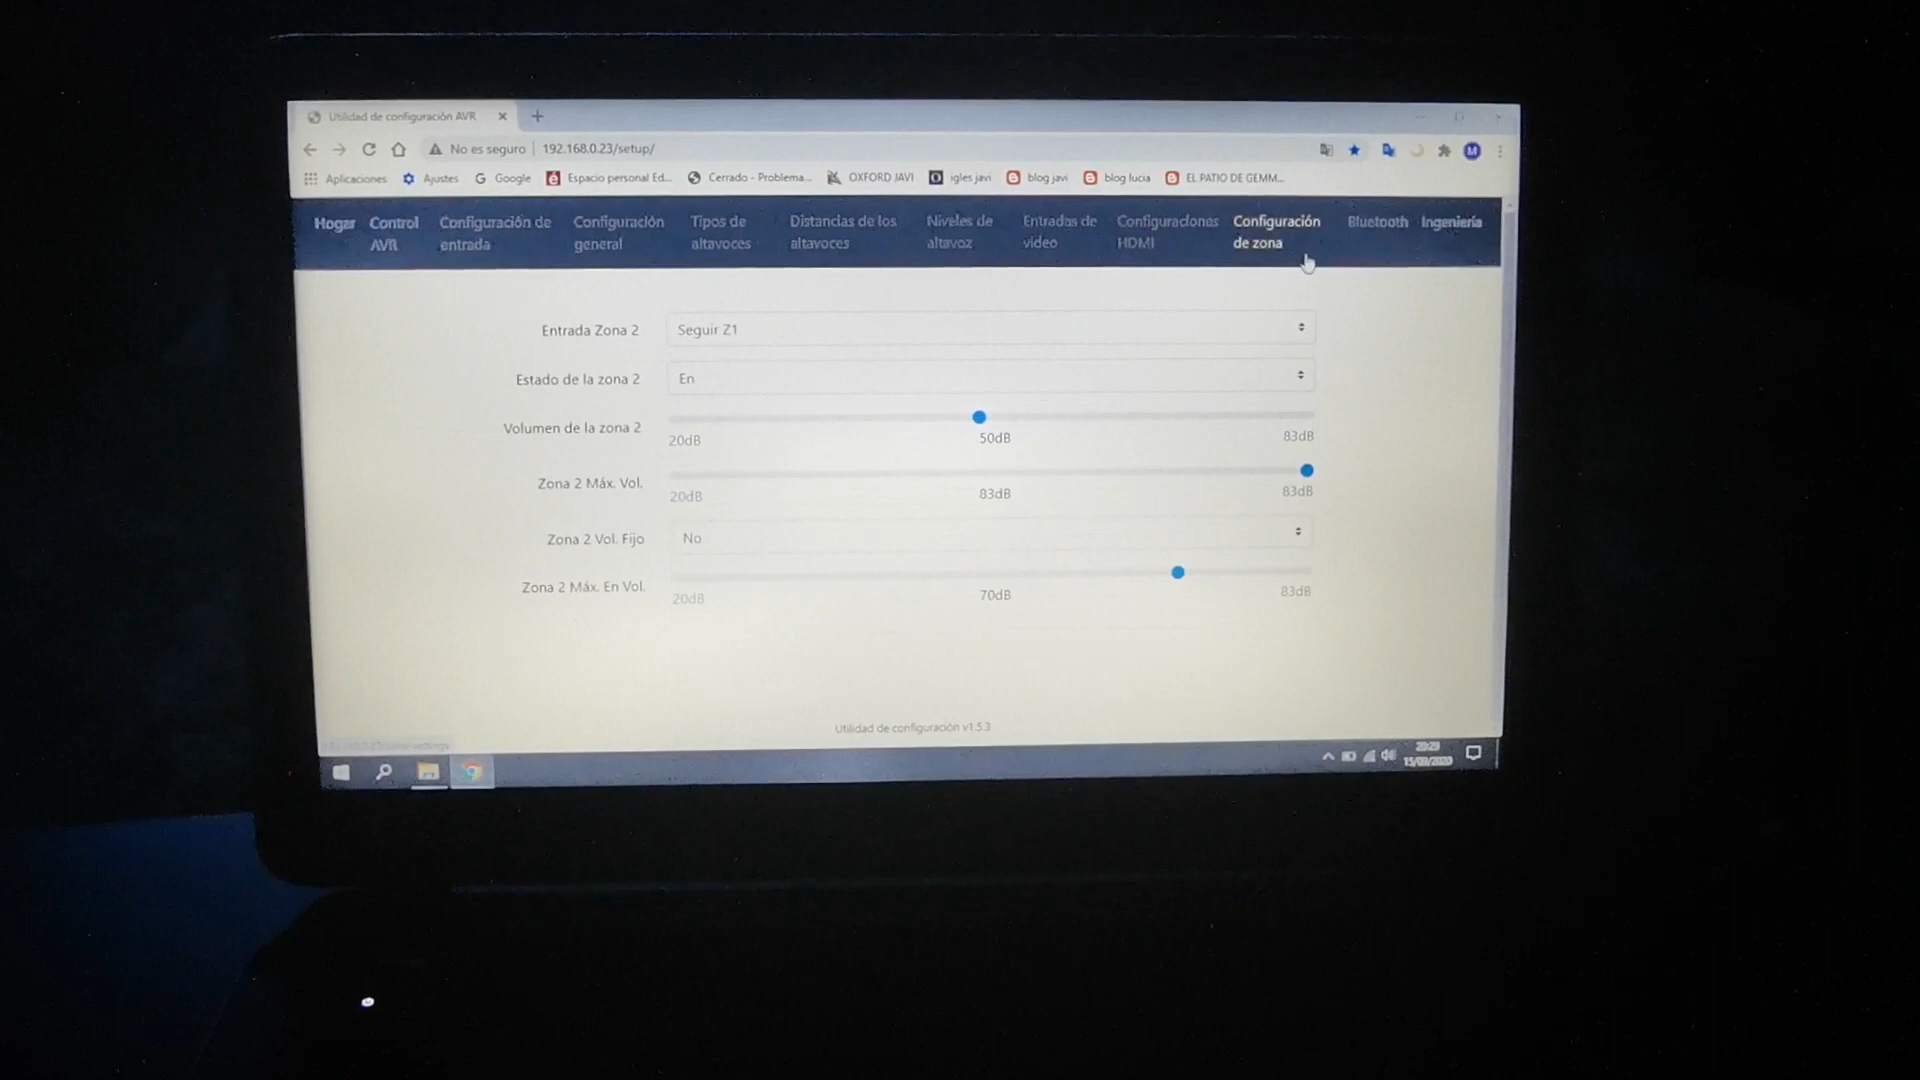 Utilidad de configuración AVR
No es seguro 192.168.0.23/setup/
Aplicaciones Ajustes Google Espacio personal Ed... Cerrado - Problema... OXFORD JAVI igles javi blog javi blog lucia EL PATIO DE GEMM...
Hogar Control AVR Configuración de entrada Configuración general Tipos de altavoces Distancias de los altavoces Niveles de altavoz Entradas de video Configuraciones HDMI Configuración de zona Bluetooth Ingeniería
Entrada Zona 2 Seguir Z1
Estado de la zona 2 En
Volumen de la zona 2
20dB 50dB 83dB
Zona 2 Máx. Vol.
20dB 83dB 83dB
Zona 2 Vol. Fijo No
Zona 2 Máx. En Vol.
20dB 70dB 83dB
Utilidad de configuración v1.5.3
20:29